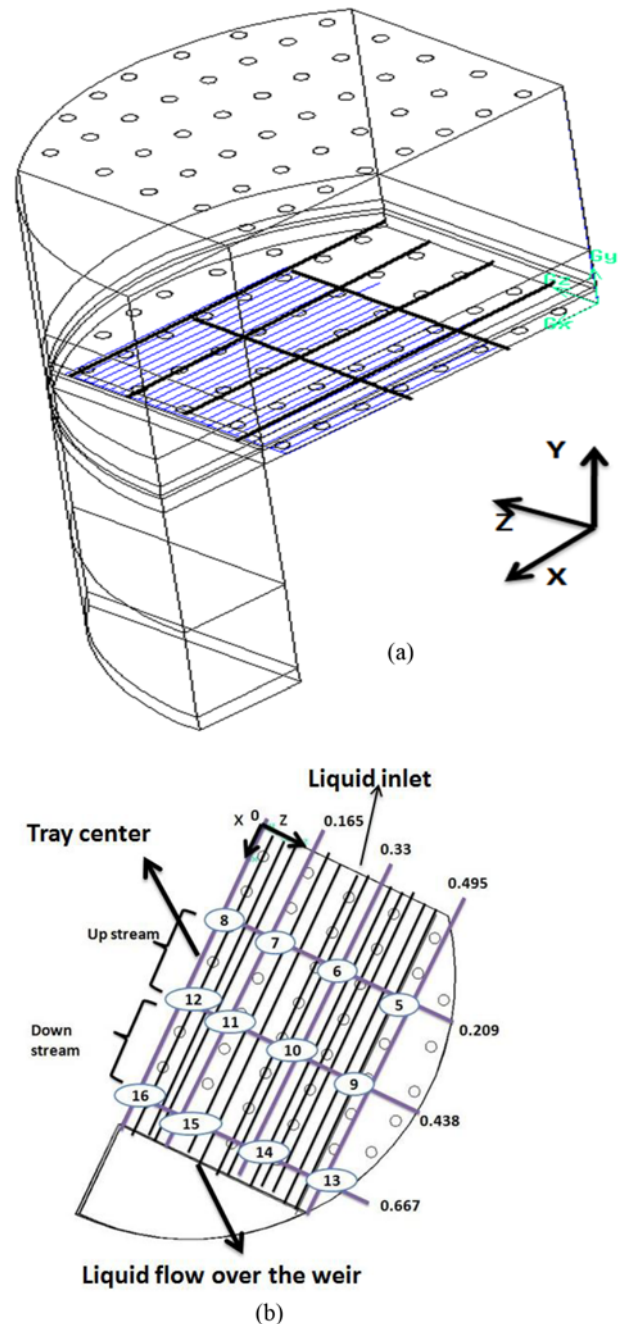 Gy
Gz
GX
Y
Z
X
(a)
Liquid inlet
Tray center
X 0 Z
0.165
0.33
0.495
Up stream
8
7
6
5
0.209
12
11
10
9
0.438
Down
stream
16
15
14
13
0.667
Liquid flow over the weir
(b)